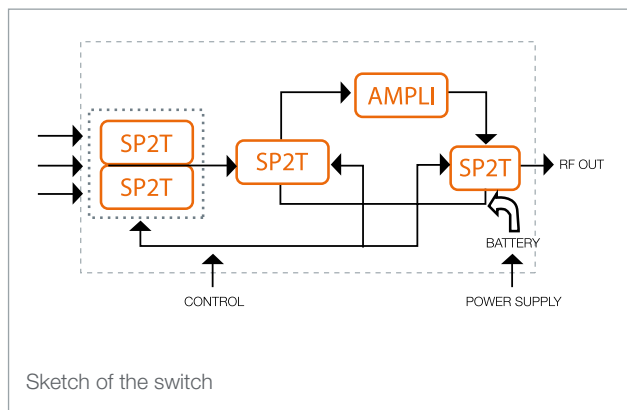 AMPLI
SP2T
SP2T
SP2T
SP2T
RF OUT
BATTERY
CONTROL
POWER SUPPLY
Sketch of the switch